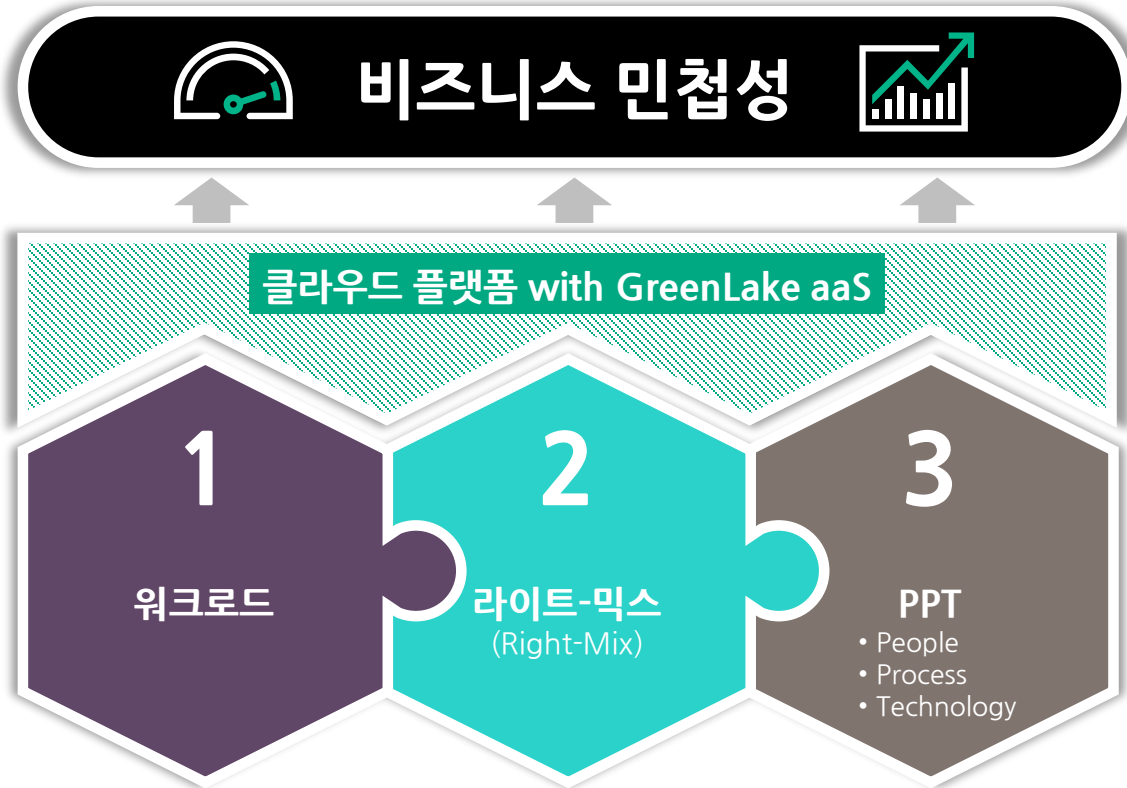 비즈니스 민첩성
클라우드 플랫폼 with GreenLake aaS
1
워크로드
2
라이트-믹스
(Right-Mix)
3
PPT
• People
• Process
• Technology